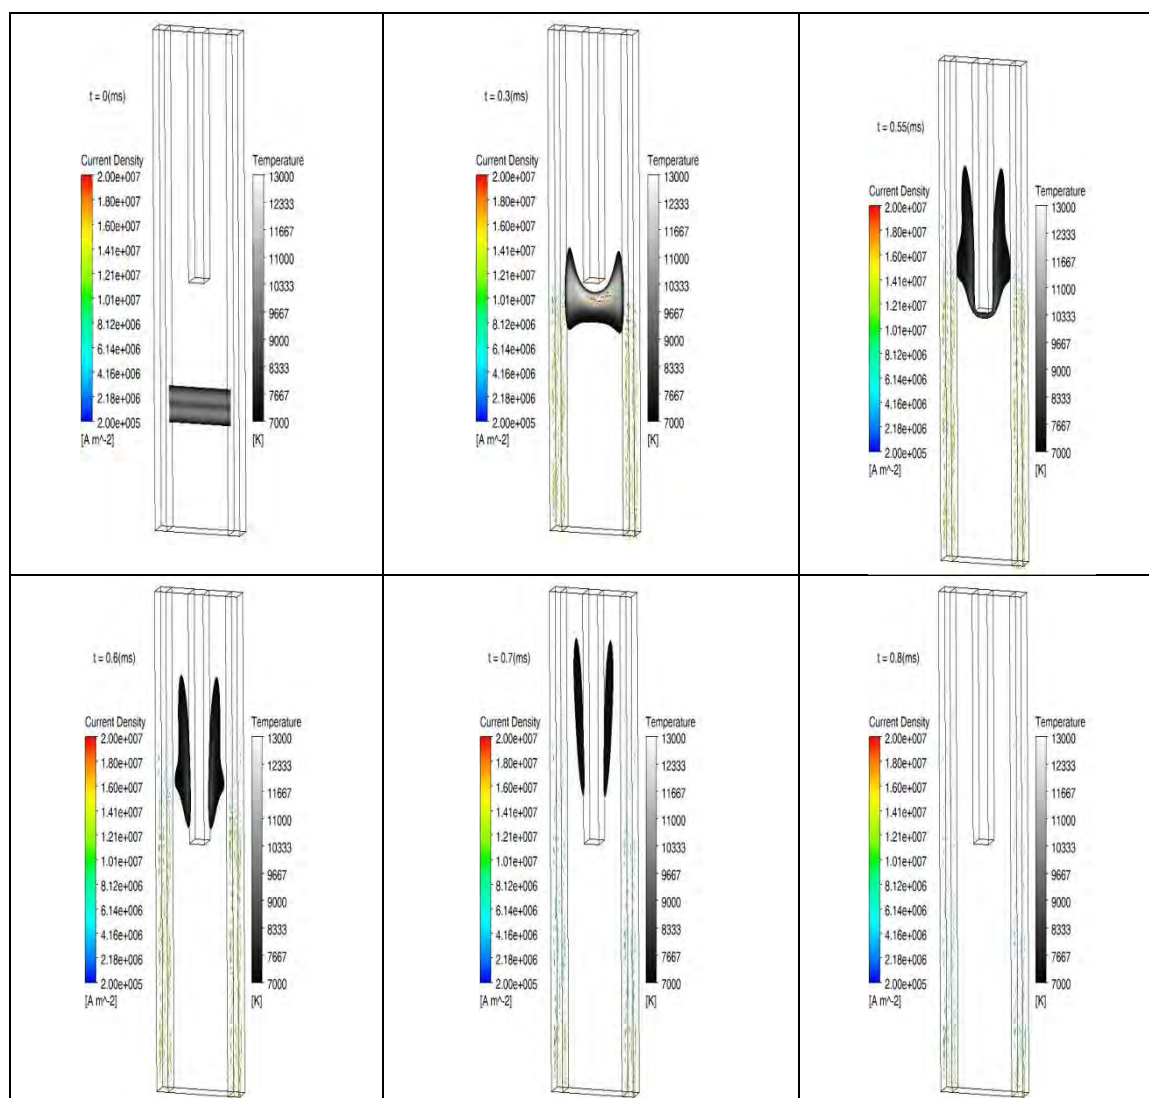 t = 0(ms)
Current Density
2.00e+007
1.80e+007
1.60e+007
1.41e+007
1.21e+007
1.01e+007
8.12e+006
6.14e+006
4.16e+006
2.18e+006
2.00e+005
[A m^-2]
Temperature
13000
12333
11667
11000
10333
9667
9000
8333
7667
7000
[K]
t = 0.3(ms)
Current Density
2.00e+007
1.80e+007
1.60e+007
1.41e+007
1.21e+007
1.01e+007
8.12e+006
6.14e+006
4.16e+006
2.18e+006
2.00e+005
[A m^-2]
Temperature
13000
12333
11667
11000
10333
9667
9000
8333
7667
7000
[K]
t = 0.55(ms)
Current Density
2.00e+007
1.80e+007
1.60e+007
1.41e+007
1.21e+007
1.01e+007
8.12e+006
6.14e+006
4.16e+006
2.18e+006
2.00e+005
[A m^-2]
Temperature
13000
12333
11667
11000
10333
9667
9000
8333
7667
7000
[K]
t = 0.6(ms)
Current Density
2.00e+007
1.80e+007
1.60e+007
1.41e+007
1.21e+007
1.01e+007
8.12e+006
6.14e+006
4.16e+006
2.18e+006
2.00e+005
[A m^-2]
Temperature
13000
12333
11667
11000
10333
9667
9000
8333
7667
7000
[K]
t = 0.7(ms)
Current Density
2.00e+007
1.80e+007
1.60e+007
1.41e+007
1.21e+007
1.01e+007
8.12e+006
6.14e+006
4.16e+006
2.18e+006
2.00e+005
[A m^-2]
Temperature
13000
12333
11667
11000
10333
9667
9000
8333
7667
7000
[K]
t = 0.8(ms)
Current Density
2.00e+007
1.80e+007
1.60e+007
1.41e+007
1.21e+007
1.01e+007
8.12e+006
6.14e+006
4.16e+006
2.18e+006
2.00e+005
[A m^-2]
Temperature
13000
12333
11667
11000
10333
9667
9000
8333
7667
7000
[K]